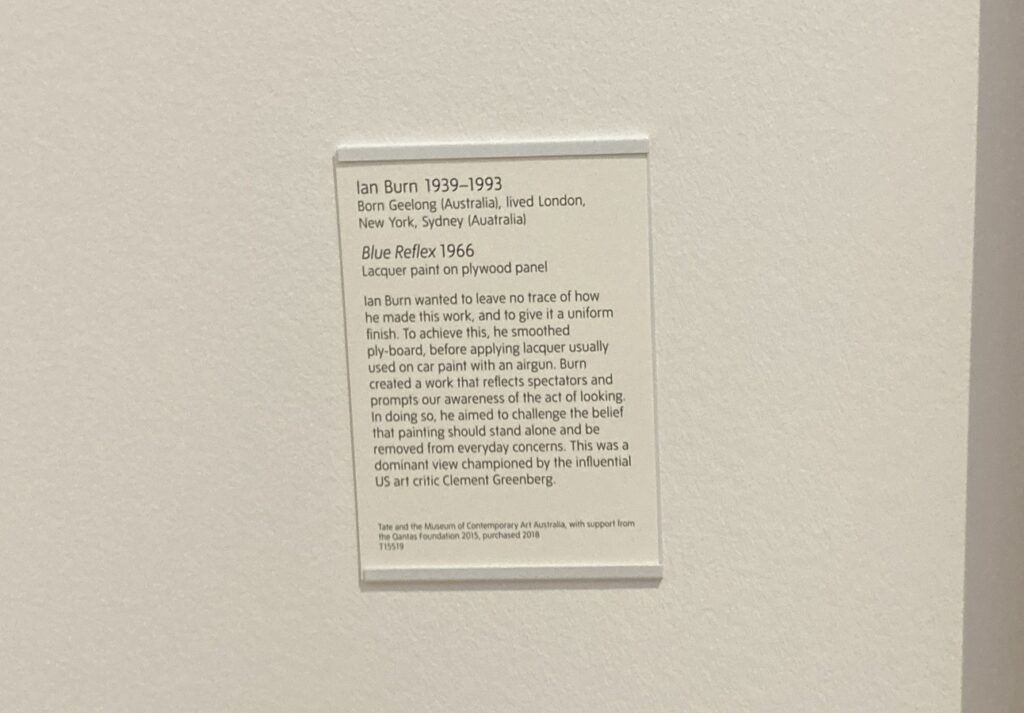 Ian Burn 1939–1993
Born Geelong (Australia), lived London,
New York, Sydney (Auatralia)
Blue Reflex 1966
Lacquer paint on plywood panel
Ian Burn wanted to leave no trace of how
he made this work, and to give it a uniform
finish. To achieve this, he smoothed
ply-board, before applying lacquer usually
used on car paint with an airgun. Burn
created a work that reflects spectators and
prompts our awareness of the act of looking.
In doing so, he aimed to challenge the belief
that painting should stand alone and be
removed from everyday concerns. This was a
dominant view championed by the influential
US art critic Clement Greenberg.
Tate and the Museum of Contemporary Art Australia, with support from
the Qantas Foundation 2015, purchased 2018
T15519